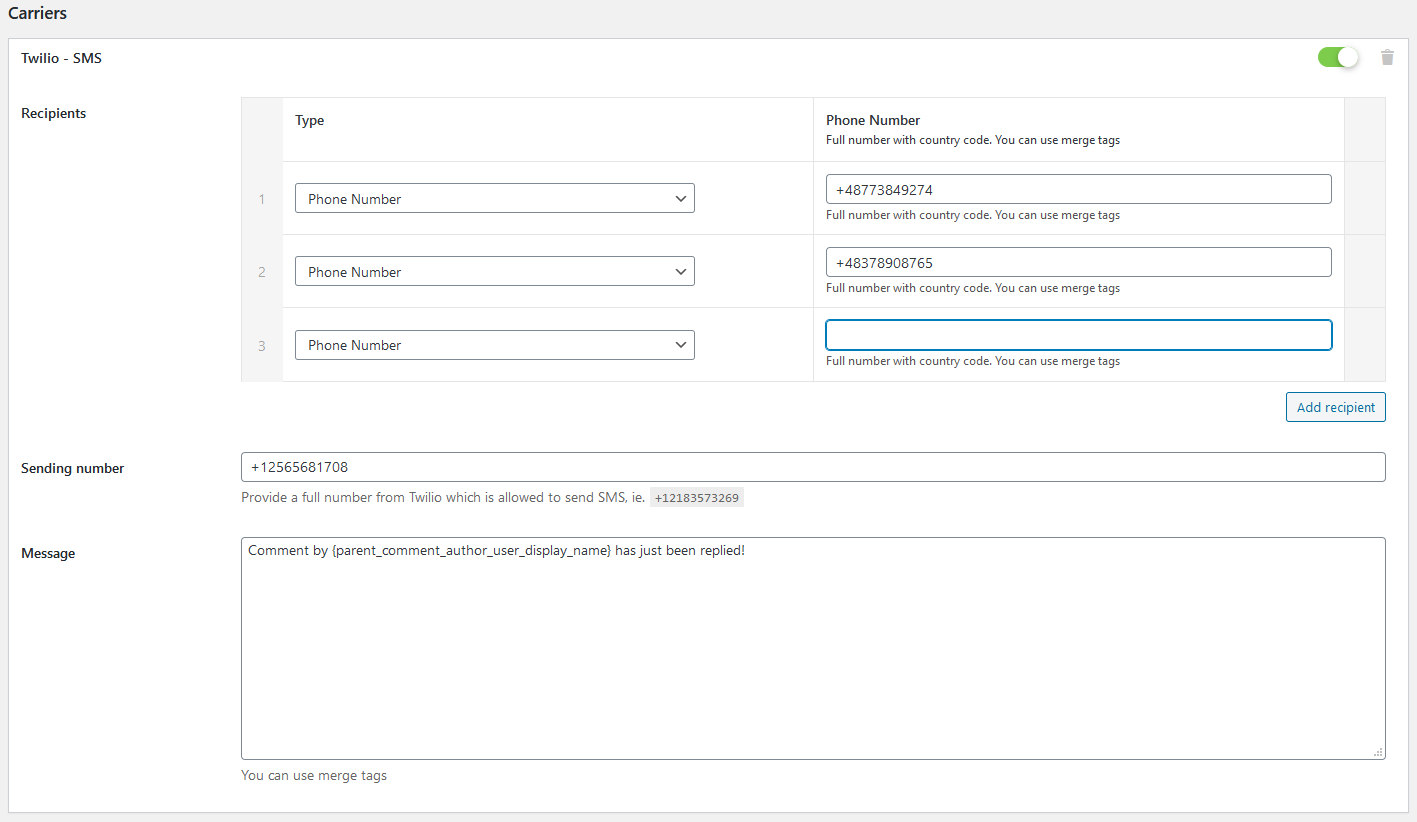 Carriers
Twilio - SMS
Recipients
Type
Phone Number
Full number with country code. You can use merge tags
1
Phone Number
+48773849274
Full number with country code. You can use merge tags
2
Phone Number
+48378908765
Full number with country code. You can use merge tags
3
Phone Number
Full number with country code. You can use merge tags
Add recipient
Sending number
+12565681708
Provide a full number from Twilio which is allowed to send SMS, ie. +12183573269
Message
Comment by {parent_comment_author_user_display_name} has just been replied!
You can use merge tags